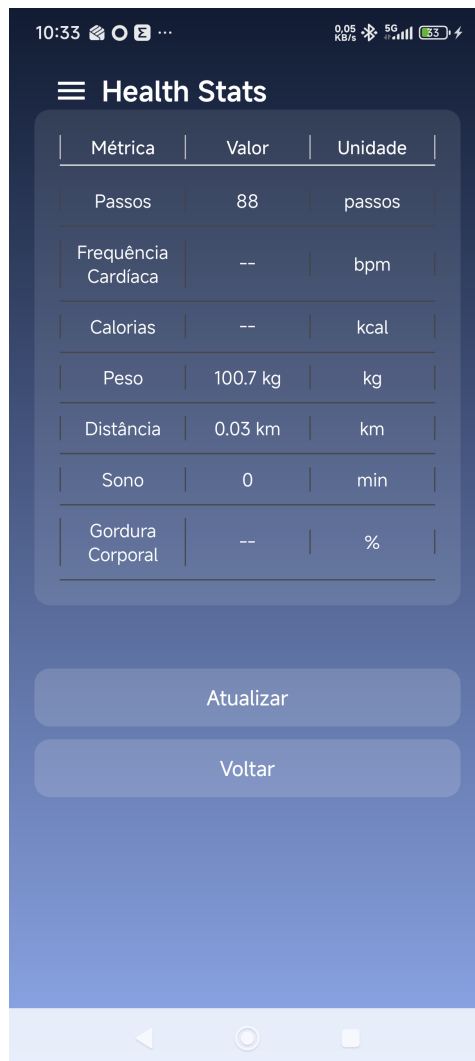 10:33 Σ ... 0,05 KB/s 5G 33
Health Stats
Métrica Valor Unidade
Passos 88 passos
Frequência
Cardíaca -- bpm
Calorias -- kcal
Peso 100.7 kg kg
Distância 0.03 km km
Sono 0 min
Gordura
Corporal -- %
Atualizar
Voltar